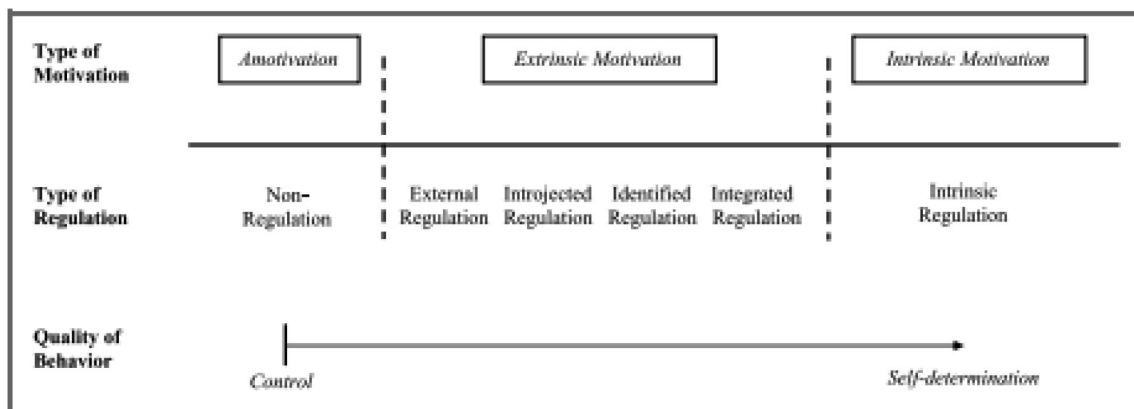 Type of
Motivation
Amotivation
Extrinsic Motivation
Intrinsic Motivation
Type of
Regulation
Non-
Regulation
External
Regulation
Introjected
Regulation
Identified
Regulation
Integrated
Regulation
Intrinsic
Regulation
Quality of
Behavior
Control
Self-determination